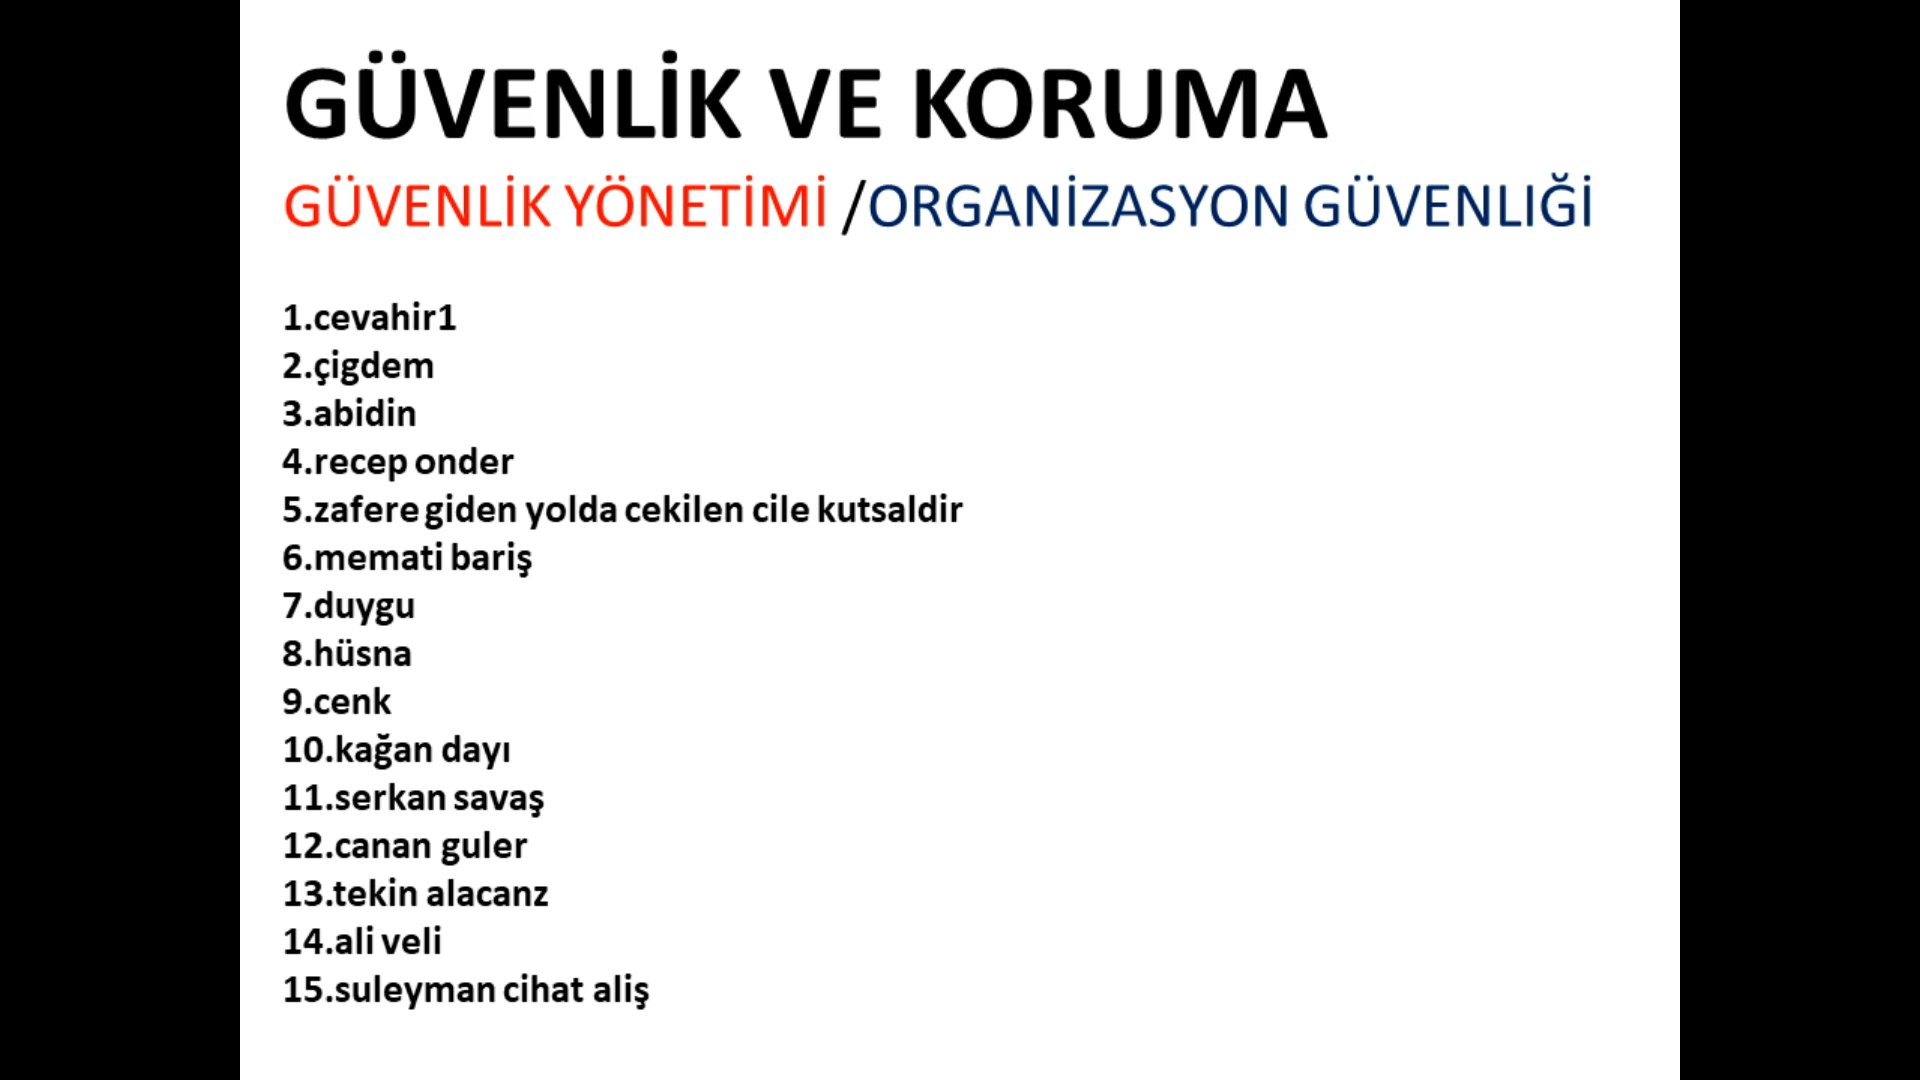 GÜVENLİK VE KORUMA
GÜVENLİK YÖNETİMİ /ORGANİZASYON GÜVENLIĞİ
1.cevahir1
2.çigdem
3.abidin
4.recep onder
5.zafere giden yolda cekilen cile kutsaldir
6.memati bariş
7.duygu
8.hüsna
9.cenk
10.kağan dayı
11.serkan savaş
12.canan guler
13.tekin alacanz
14.ali veli
15.suleyman cihat aliş